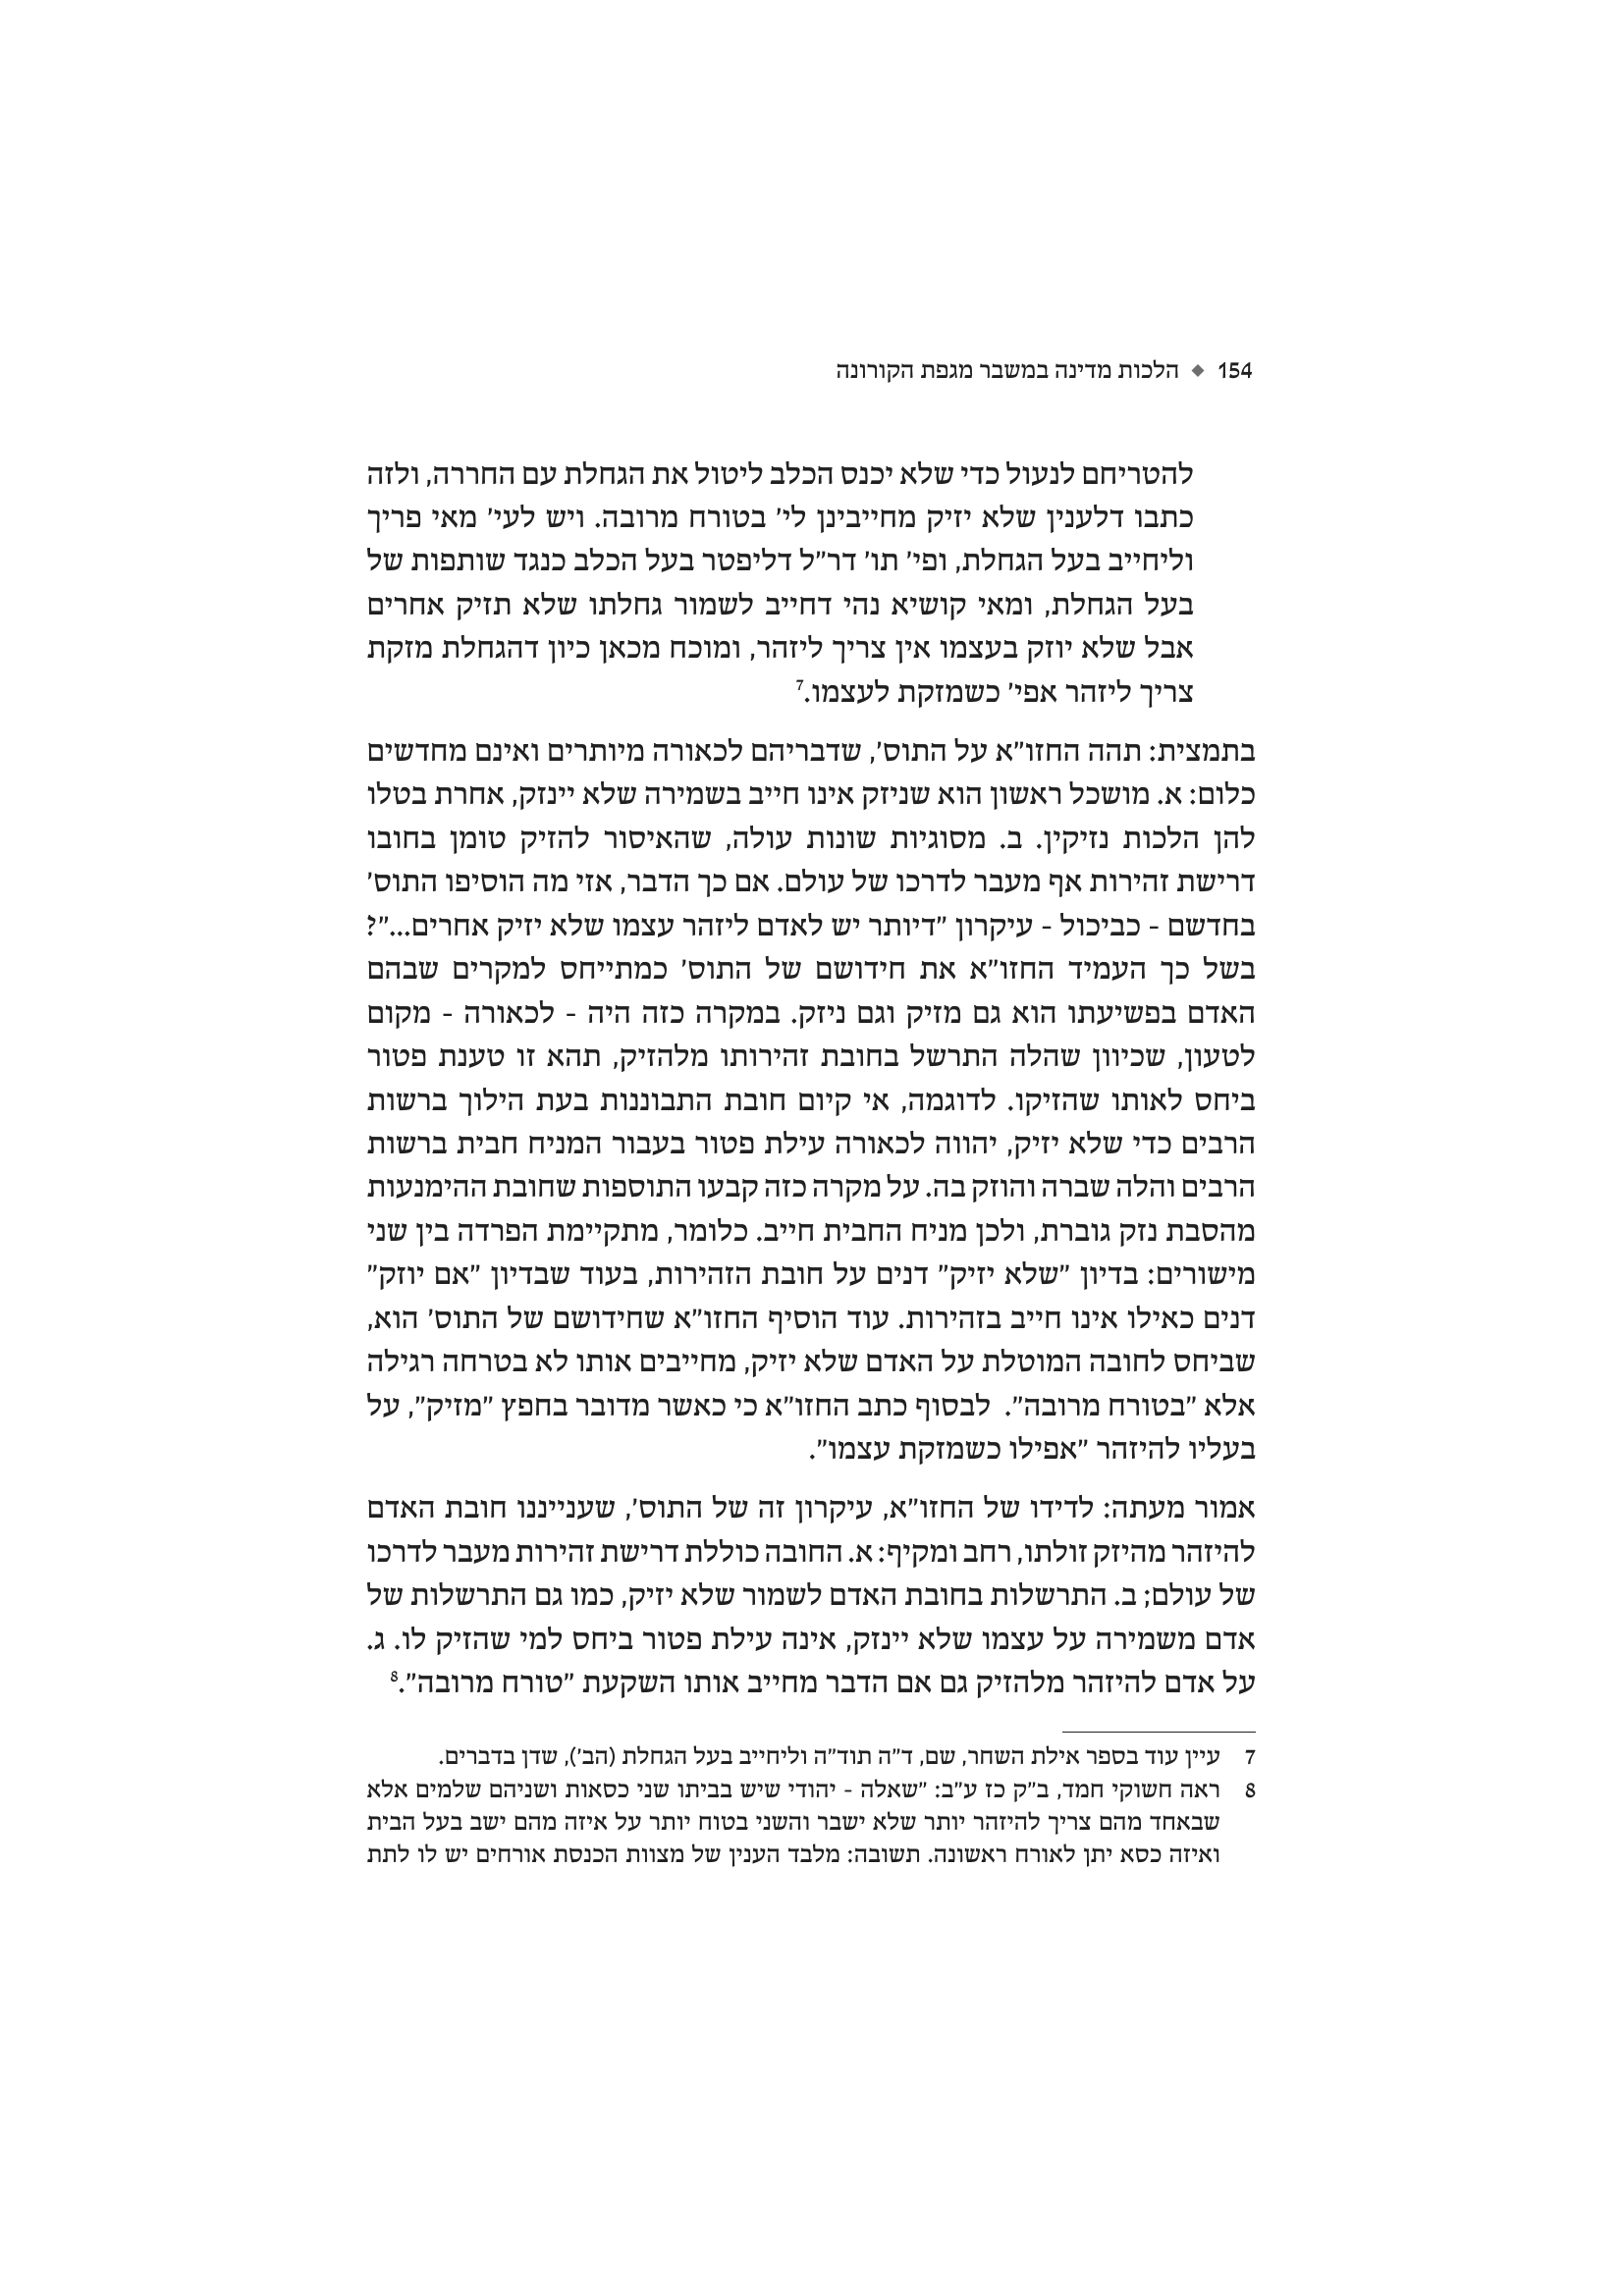 154 ◆ הלכות מדינה במשבר מגפת הקורונה
להטריחם לנעול כדי שלא יכנס הכלב ליטול את הגחלת עם החררה, ולזה
כתבו דלענין שלא יזיק מחייבינן לי' בטורח מרובה. ויש לעי' מאי פריך
וליחייב בעל הגחלת, ופי' תו' דר"ל דליפטר בעל הכלב כנגד שותפות של
בעל הגחלת, ומאי קושיא נהי דחייב לשמור גחלתו שלא תזיק אחרים
אבל שלא יוזק בעצמו אין צריך ליזהר, ומוכח מכאן כיון דהגחלת מזקת
צריך ליזהר אפי' כשמזקת לעצמו.7
בתמצית: תהה החזו"א על התוס', שדבריהם לכאורה מיותרים ואינם מחדשים
כלום: א. מושכל ראשון הוא שניזק אינו חייב בשמירה שלא יינזק, אחרת בטלו
להן הלכות נזיקין. ב. מסוגיות שונות עולה, שהאיסור להזיק טומן בחובו
דרישת זהירות אף מעבר לדרכו של עולם. אם כך הדבר, אזי מה הוסיפו התוס'
בחדשם - כביכול - עיקרון "דיותר יש לאדם ליזהר עצמו שלא יזיק אחרים..."?
בשל כך העמיד החזו"א את חידושם של התוס' כמתייחס למקרים שבהם
האדם בפשיעתו הוא גם מזיק וגם ניזק. במקרה כזה היה - לכאורה - מקום
לטעון, שכיוון שהלה התרשל בחובת זהירותו מלהזיק, תהא זו טענת פטור
ביחס לאותו שהזיקו. לדוגמה, אי קיום חובת התבוננות בעת הילוך ברשות
הרבים כדי שלא יזיק, יהווה לכאורה עילת פטור בעבור המניח חבית ברשות
הרבים והלה שברה והוזק בה. על מקרה כזה קבעו התוספות שחובת ההימנעות
מהסבת נזק גוברת, ולכן מניח החבית חייב. כלומר, מתקיימת הפרדה בין שני
מישורים: בדיון "שלא יזיק" דנים על חובת הזהירות, בעוד שבדיון "אם יוזק"
דנים כאילו אינו חייב בזהירות. עוד הוסיף החזו"א שחידושם של התוס' הוא,
שביחס לחובה המוטלת על האדם שלא יזיק, מחייבים אותו לא בטרחה רגילה
אלא "בטורח מרובה". לבסוף כתב החזו"א כי כאשר מדובר בחפץ "מזיק", על
בעליו להיזהר "אפילו כשמזקת עצמו".
אמור מעתה: לדידו של החזו"א, עיקרון זה של התוס', שענייננו חובת האדם
להיזהר מהיזק זולתו, רחב ומקיף: א. החובה כוללת דרישת זהירות מעבר לדרכו
של עולם; ב. התרשלות בחובת האדם לשמור שלא יזיק, כמו גם התרשלות של
אדם משמירה על עצמו שלא יינזק, אינה עילת פטור ביחס למי שהזיק לו. ג.
על אדם להיזהר מלהזיק גם אם הדבר מחייב אותו השקעת "טורח מרובה".8
7 עיין עוד בספר אילת השחר, שם, ד"ה תוד"ה וליחייב בעל הגחלת (הב'), שדן בדברים.
8 ראה חשוקי חמד, ב"ק כז ע"ב: "שאלה - יהודי שיש בביתו שני כסאות ושניהם שלמים אלא
שבאחד מהם צריך להיזהר יותר שלא ישבר והשני בטוח יותר על איזה מהם ישב בעל הבית
ואיזה כסא יתן לאורח ראשונה. תשובה: מלבד הענין של מצוות הכנסת אורחים יש לו לתת